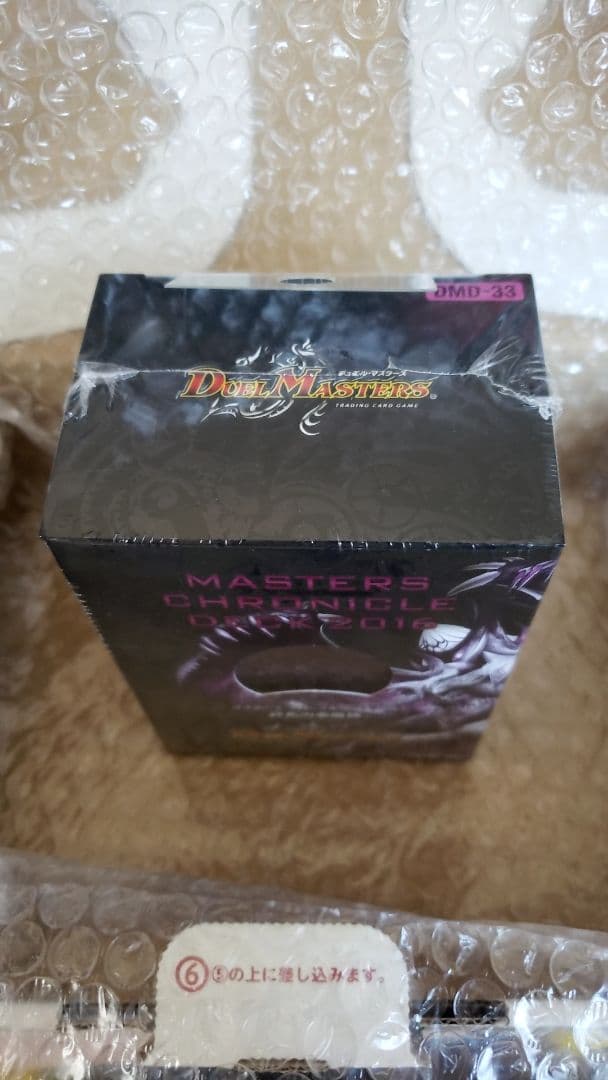 DMD-33
デュエル・マスターズ
DUEL MASTERS®
TRADING CARD GAME
MASTERS
CHRONICLE
DECK 2016
⑥⑤の上に差し込みます。